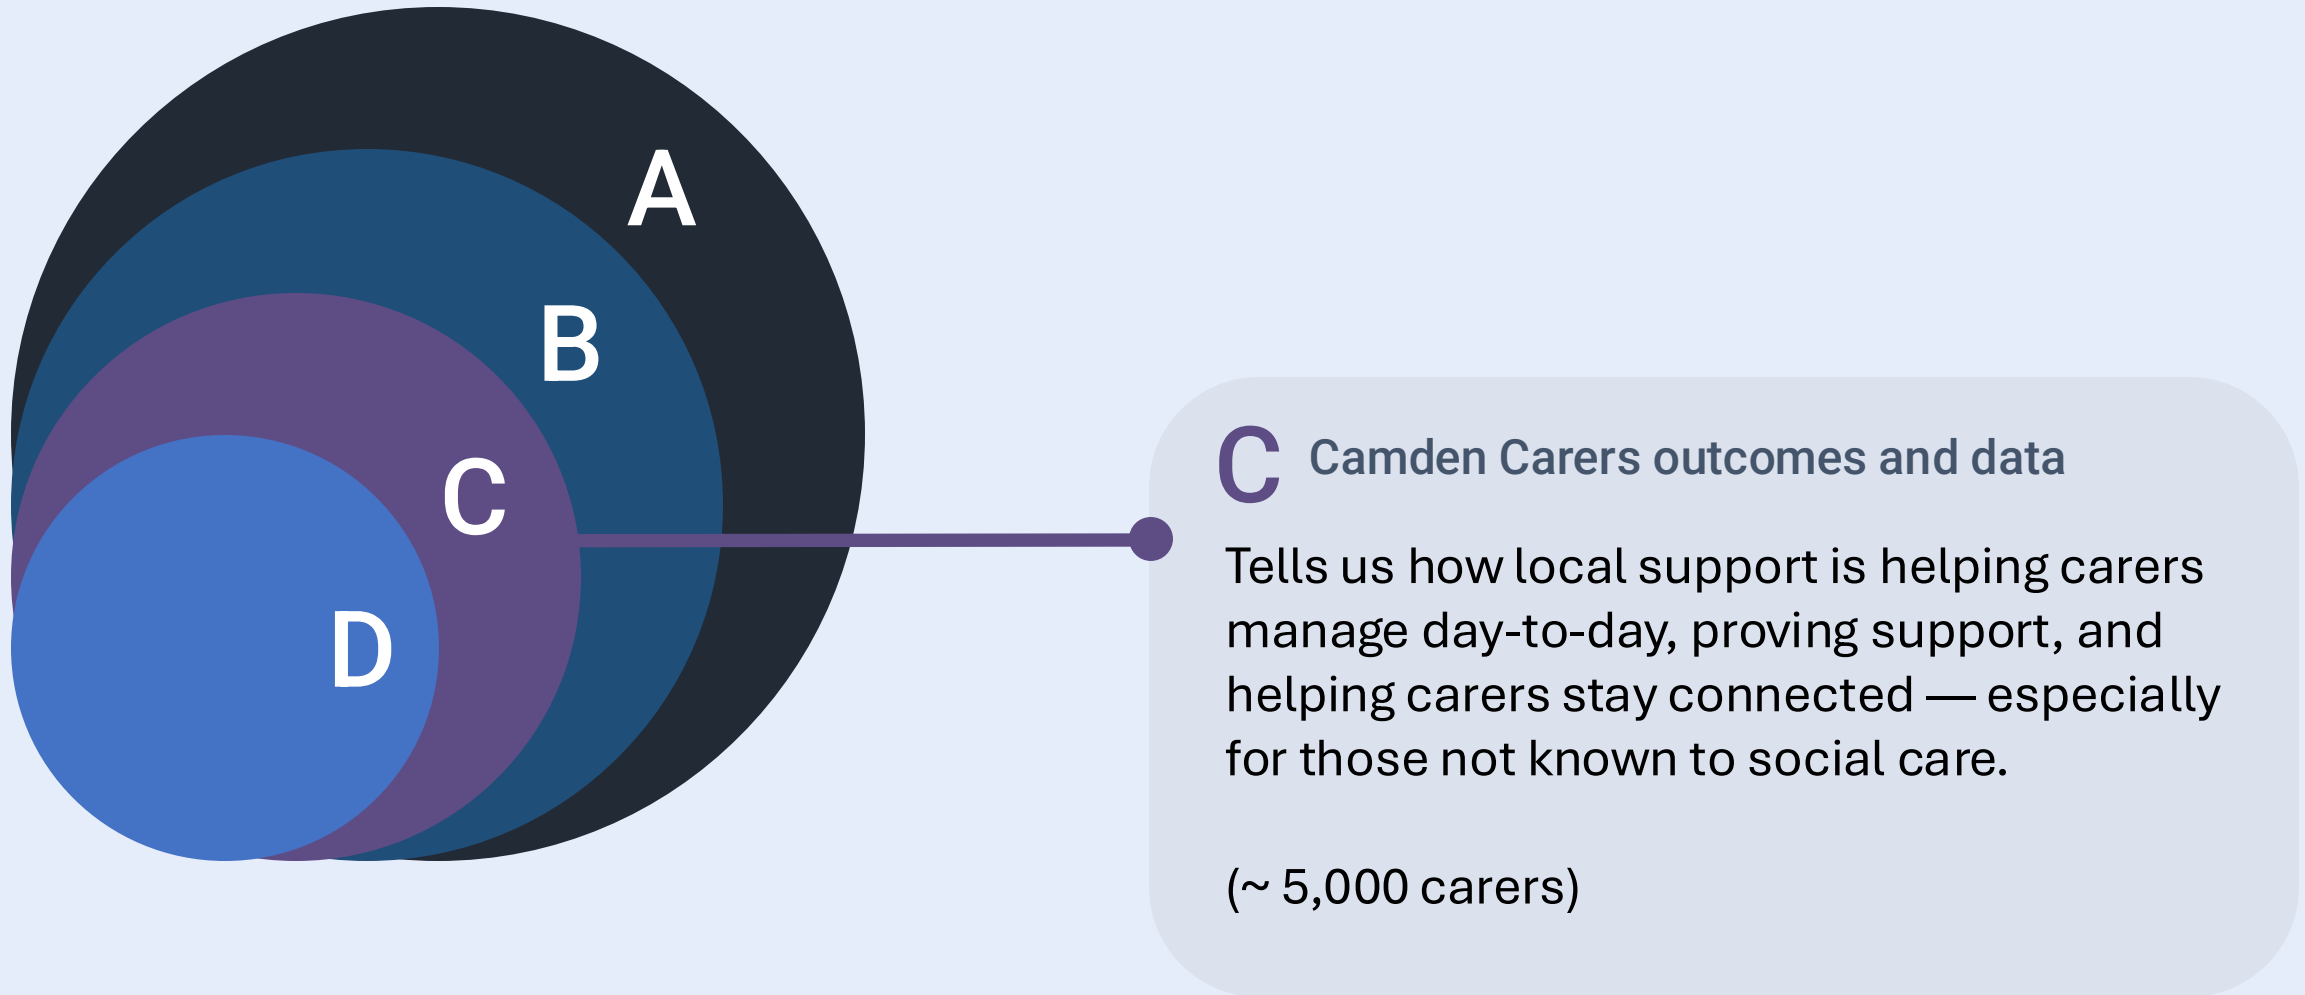 A
B
C
D
C Camden Carers outcomes and data
Tells us how local support is helping carers
manage day-to-day, proving support, and
helping carers stay connected — especially
for those not known to social care.
(~ 5,000 carers)